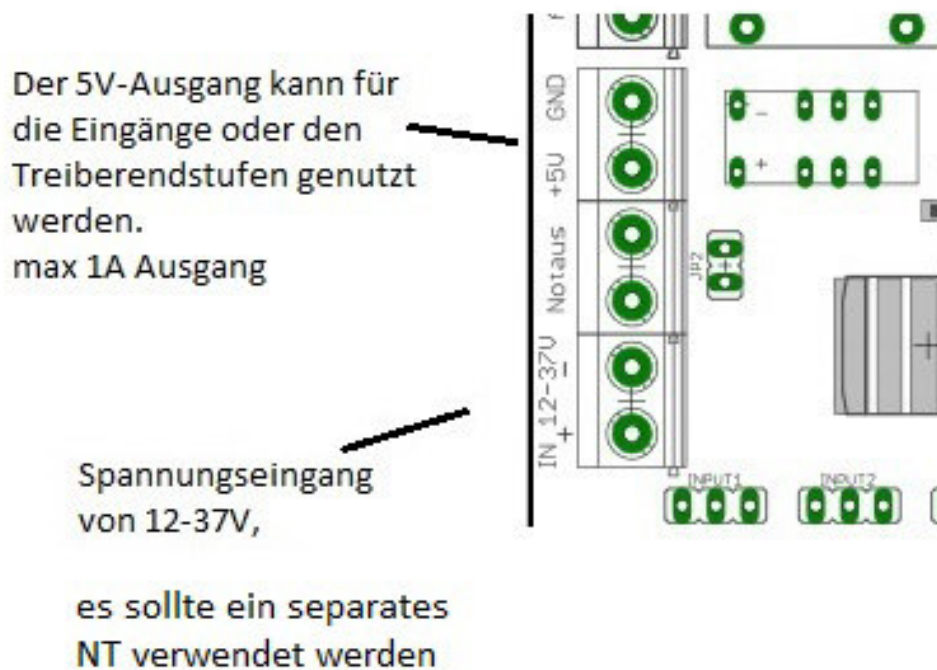 Der 5V-Ausgang kann für
die Eingänge oder den
Treiberendstufen genutzt
werden.
max 1A Ausgang
Spannungseingang
von 12-37V,
es sollte ein separates
NT verwendet werden
GND
+5V
Notaus
IN 12-37V
+ -
JP2
- 
+
INPUT1
INPUT2